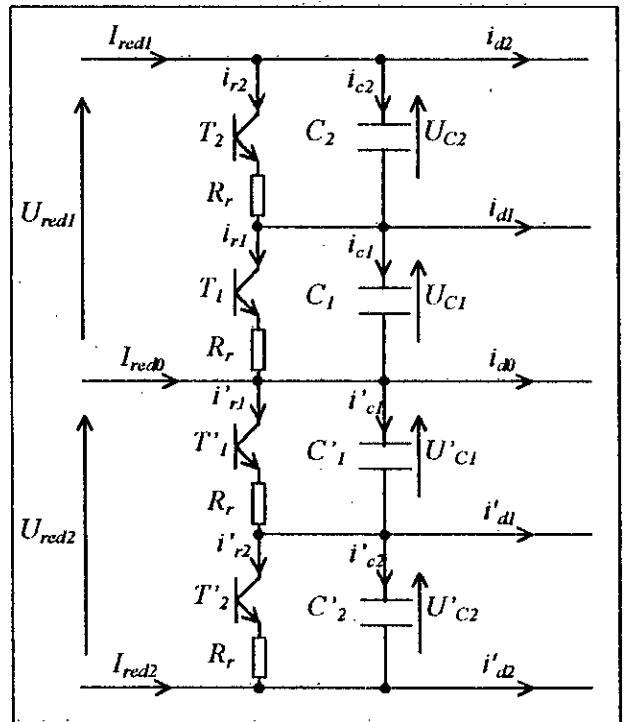 I_red1 i_d2
i_r2 i_c2
T_2 C_2 U_C2
R_r
U_red1
i_r1 i_c1 i_d1
T_1 C_1 U_C1
R_r
I_red0 i_d0
i'_r1 i'_c1
T'_1 C'_1 U'_C1
R_r
U_red2
i'_r2 i'_c2 i'_d1
T'_2 C'_2 U'_C2
R_r
I_red2 i'_d2